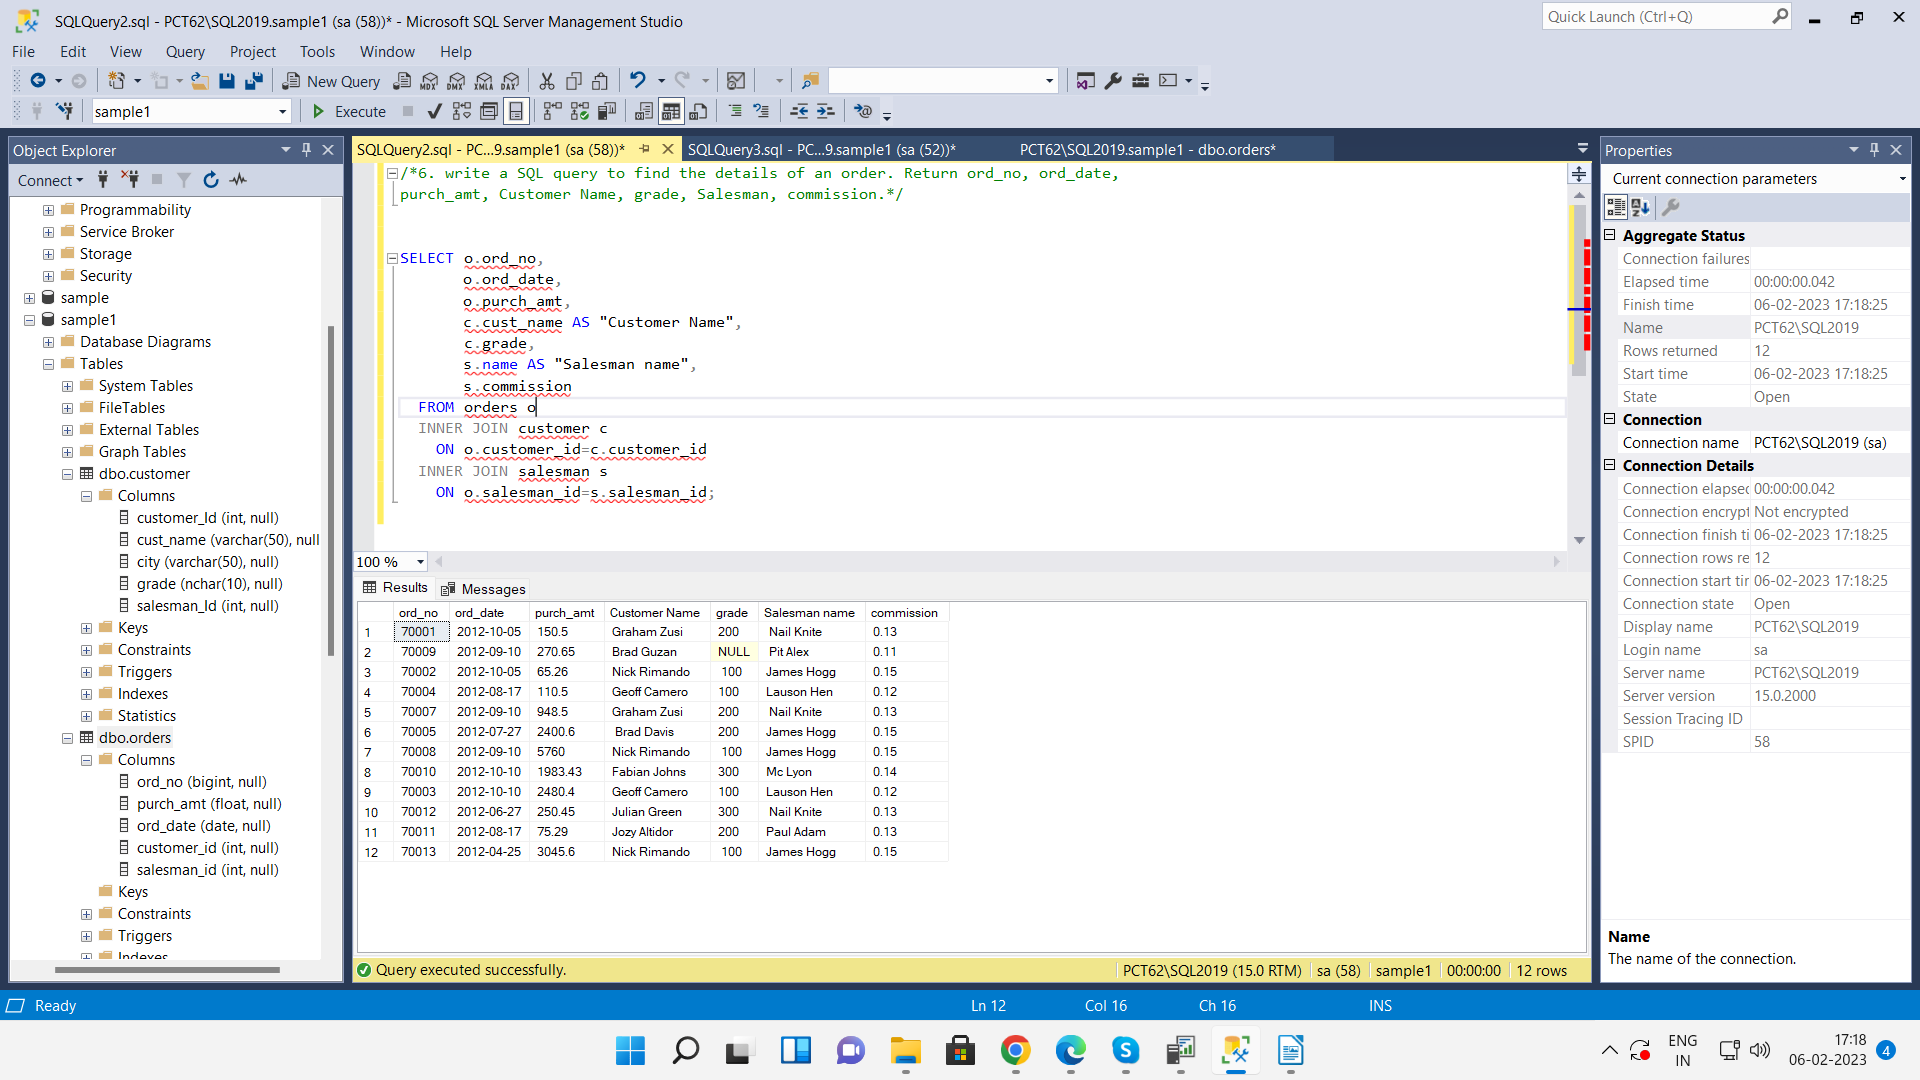 SQLQuery2.sql - PCT62\SQL2019.sample1 (sa (58))* - Microsoft SQL Server Management Studio
Quick Launch (Ctrl+Q)
File Edit View Query Project Tools Window Help
New Query MDX DMX XMLA DAX
sample1 Execute
Object Explorer
Connect
Programmability
Service Broker
Storage
Security
sample
sample1
Database Diagrams
Tables
System Tables
FileTables
External Tables
Graph Tables
dbo.customer
Columns
customer_Id (int, null)
cust_name (varchar(50), null
city (varchar(50), null)
grade (nchar(10), null)
salesman_Id (int, null)
Keys
Constraints
Triggers
Indexes
Statistics
dbo.orders
Columns
ord_no (bigint, null)
purch_amt (float, null)
ord_date (date, null)
customer_id (int, null)
salesman_id (int, null)
Keys
Constraints
Triggers
Indexes
SQLQuery2.sql - PC...9.sample1 (sa (58))* SQLQuery3.sql - PC...9.sample1 (sa (52))* PCT62\SQL2019.sample1 - dbo.orders*
/*6. write a SQL query to find the details of an order. Return ord_no, ord_date,
purch_amt, Customer Name, grade, Salesman, commission.*/
SELECT o.ord_no,
o.ord_date,
o.purch_amt,
c.cust_name AS "Customer Name",
c.grade,
s.name AS "Salesman name",
s.commission
FROM orders o
INNER JOIN customer c
ON o.customer_id=c.customer_id
INNER JOIN salesman s
ON o.salesman_id=s.salesman_id;
100 %
Results Messages
ord_no ord_date purch_amt Customer Name grade Salesman name commission
1 70001 2012-10-05 150.5 Graham Zusi 200 Nail Knite 0.13
2 70009 2012-09-10 270.65 Brad Guzan NULL Pit Alex 0.11
3 70002 2012-10-05 65.26 Nick Rimando 100 James Hogg 0.15
4 70004 2012-08-17 110.5 Geoff Camero 100 Lauson Hen 0.12
5 70007 2012-09-10 948.5 Graham Zusi 200 Nail Knite 0.13
6 70005 2012-07-27 2400.6 Brad Davis 200 James Hogg 0.15
7 70008 2012-09-10 5760 Nick Rimando 100 James Hogg 0.15
8 70010 2012-10-10 1983.43 Fabian Johns 300 Mc Lyon 0.14
9 70003 2012-10-10 2480.4 Geoff Camero 100 Lauson Hen 0.12
10 70012 2012-06-27 250.45 Julian Green 300 Nail Knite 0.13
11 70011 2012-08-17 75.29 Jozy Altidor 200 Paul Adam 0.13
12 70013 2012-04-25 3045.6 Nick Rimando 100 James Hogg 0.15
Query executed successfully. PCT62\SQL2019 (15.0 RTM) sa (58) sample1 00:00:00 12 rows
Properties
Current connection parameters
Aggregate Status
Connection failures
Elapsed time 00:00:00.042
Finish time 06-02-2023 17:18:25
Name PCT62\SQL2019
Rows returned 12
Start time 06-02-2023 17:18:25
State Open
Connection
Connection name PCT62\SQL2019 (sa)
Connection Details
Connection elapsec 00:00:00.042
Connection encrypt Not encrypted
Connection finish ti 06-02-2023 17:18:25
Connection rows re 12
Connection start tir 06-02-2023 17:18:25
Connection state Open
Display name PCT62\SQL2019
Login name sa
Server name PCT62\SQL2019
Server version 15.0.2000
Session Tracing ID
SPID 58
Name
The name of the connection.
Ready Ln 12 Col 16 Ch 16 INS
ENG
IN
17:18
06-02-2023
4